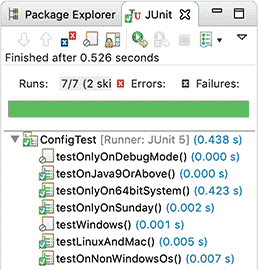 Package Explorer JUnit
Finished after 0.526 seconds
Runs: 7/7 (2 ski Errors: Failures:
ConfigTest [Runner: JUnit 5] (0.438 s)
testOnlyOnDebugMode() (0.000 s)
testOnJava9OrAbove() (0.000 s)
testOnlyOn64bitSystem() (0.423 s)
testOnlyOnSunday() (0.002 s)
testWindows() (0.001 s)
testLinuxAndMac() (0.005 s)
testOnNonWindowsOs() (0.007 s)